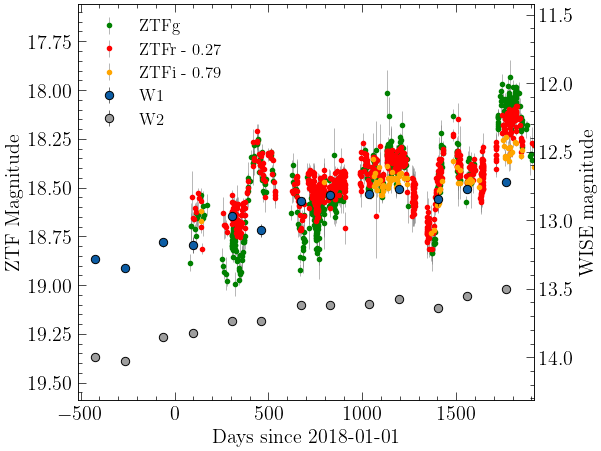 ZTFg
ZTFr - 0.27
ZTFi - 0.79
W1
W2
17.75
18.00
18.25
18.50
18.75
19.00
19.25
19.50
ZTF Magnitude
11.5
12.0
12.5
13.0
13.5
14.0
WISE magnitude
−500
0
500
1000
1500
Days since 2018-01-01